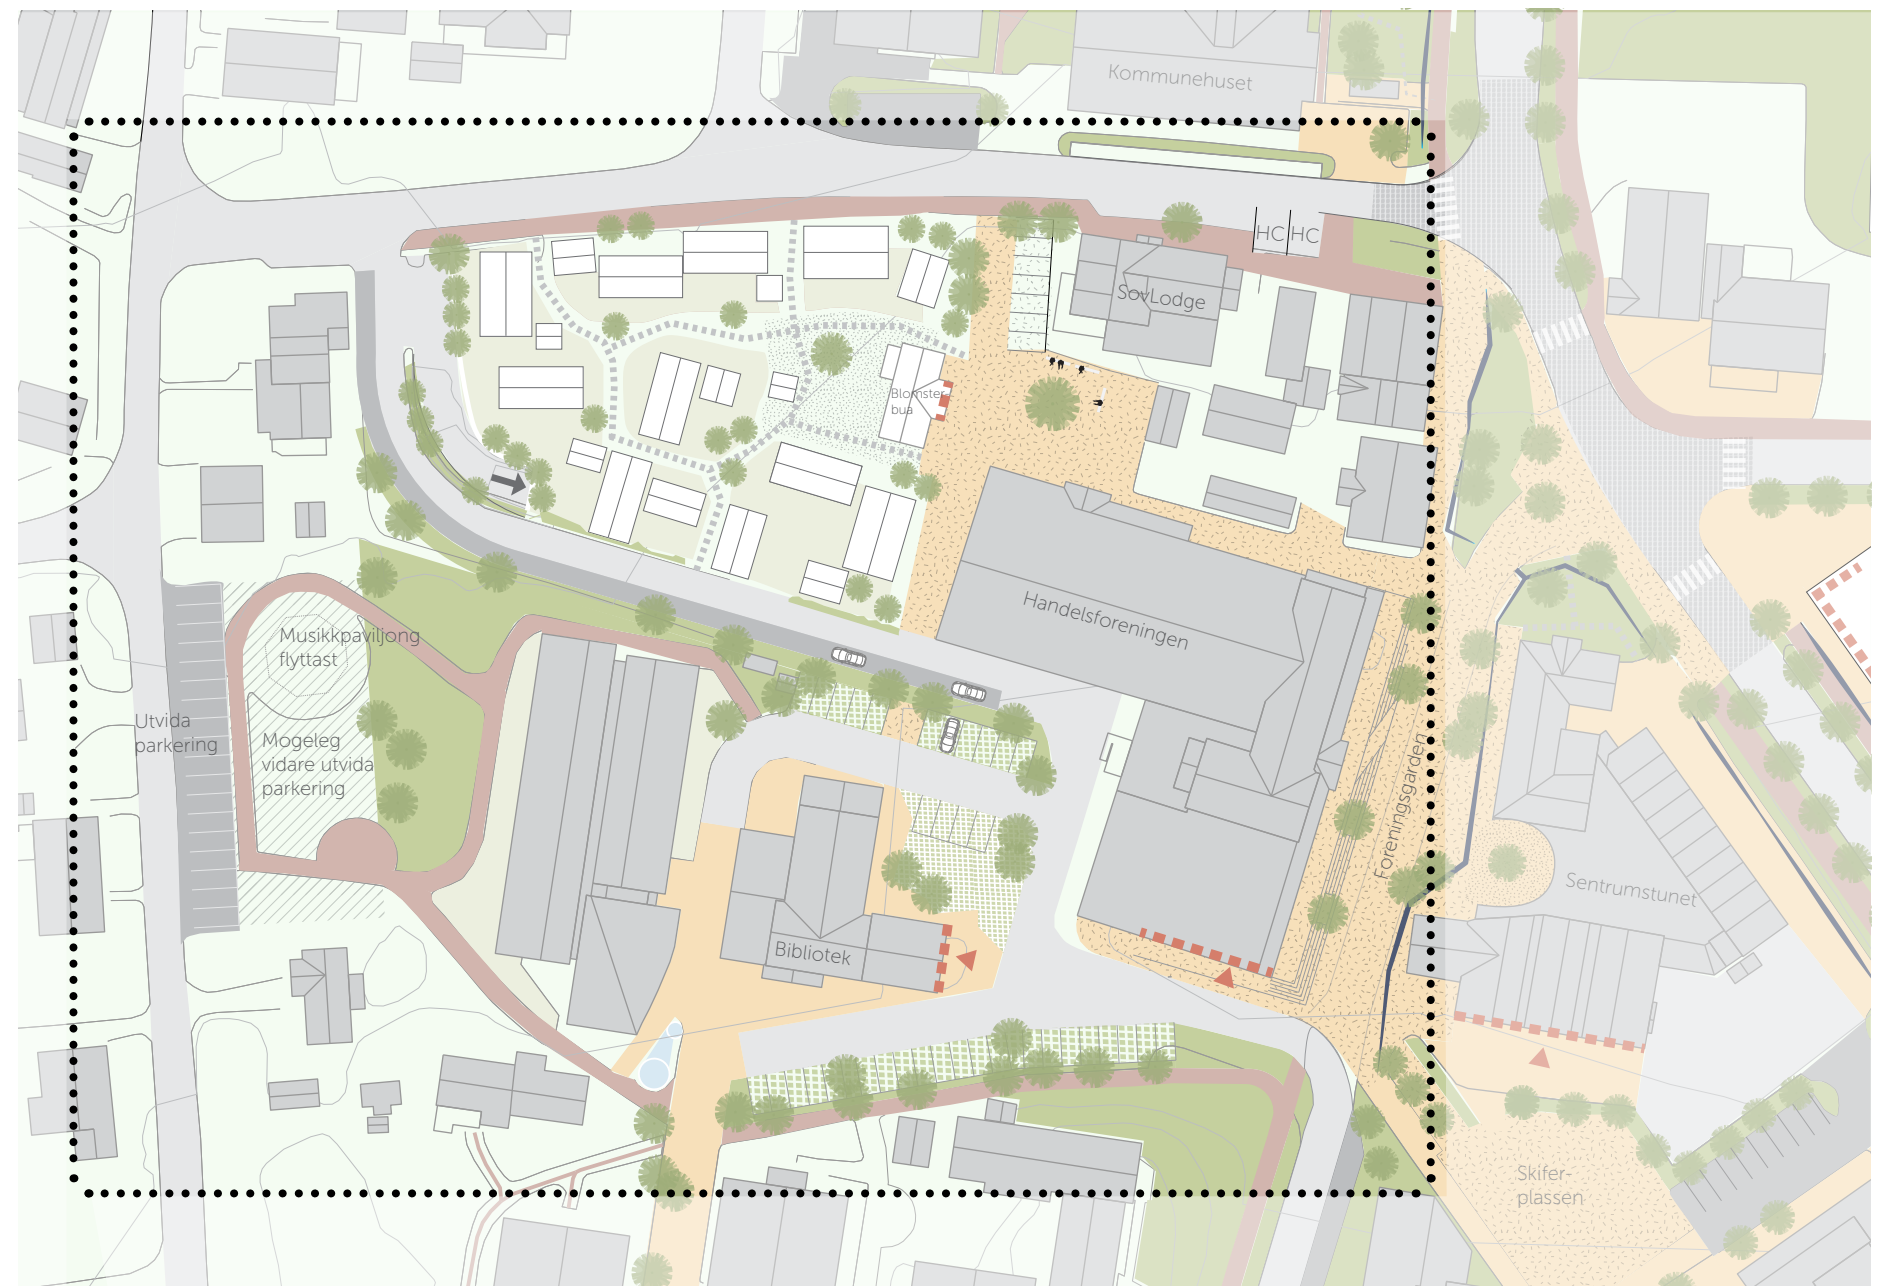 Kommunehuset
HC HC
SovLodge
Blomster-
bua
Handelsforeningen
Musikkpaviljong
flyttast
Utvida
parkering
Mogeleg
vidare utvida
parkering
Foreningsgarden
Sentrumstunet
Bibliotek
Skifer-
plassen